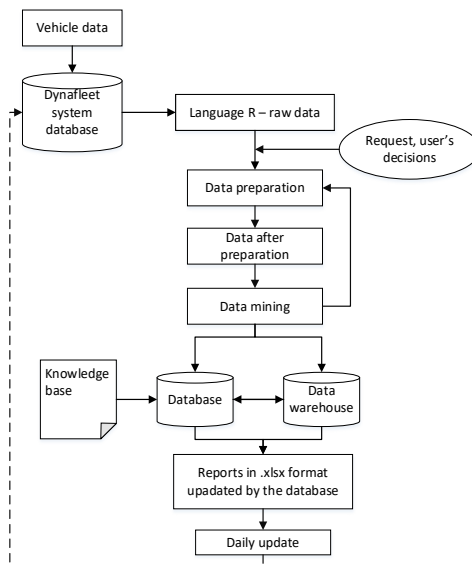 Vehicle data
Dynafleet
system
database
Language R – raw data
Request, user's
decisions
Data preparation
Data after
preparation
Data mining
Knowledge
base
Database
Data
warehouse
Reports in .xlsx format
upadated by the database
Daily update